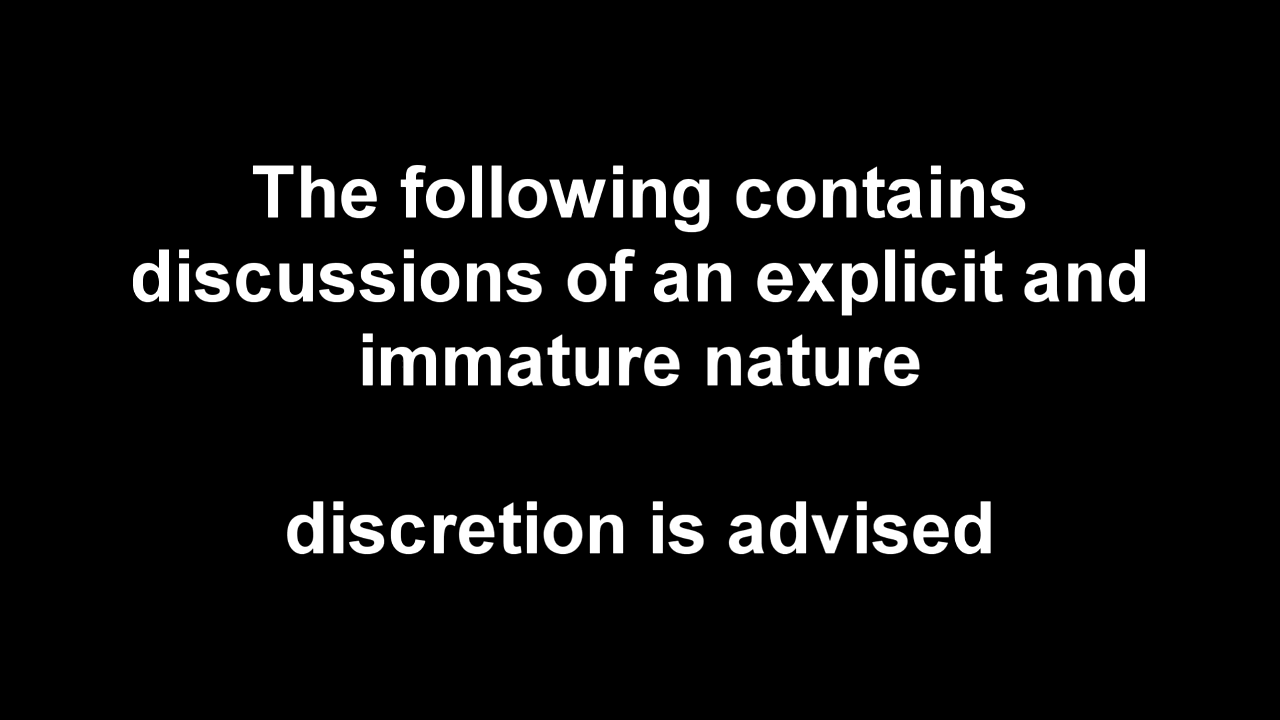 The following contains
discussions of an explicit and
immature nature
discretion is advised